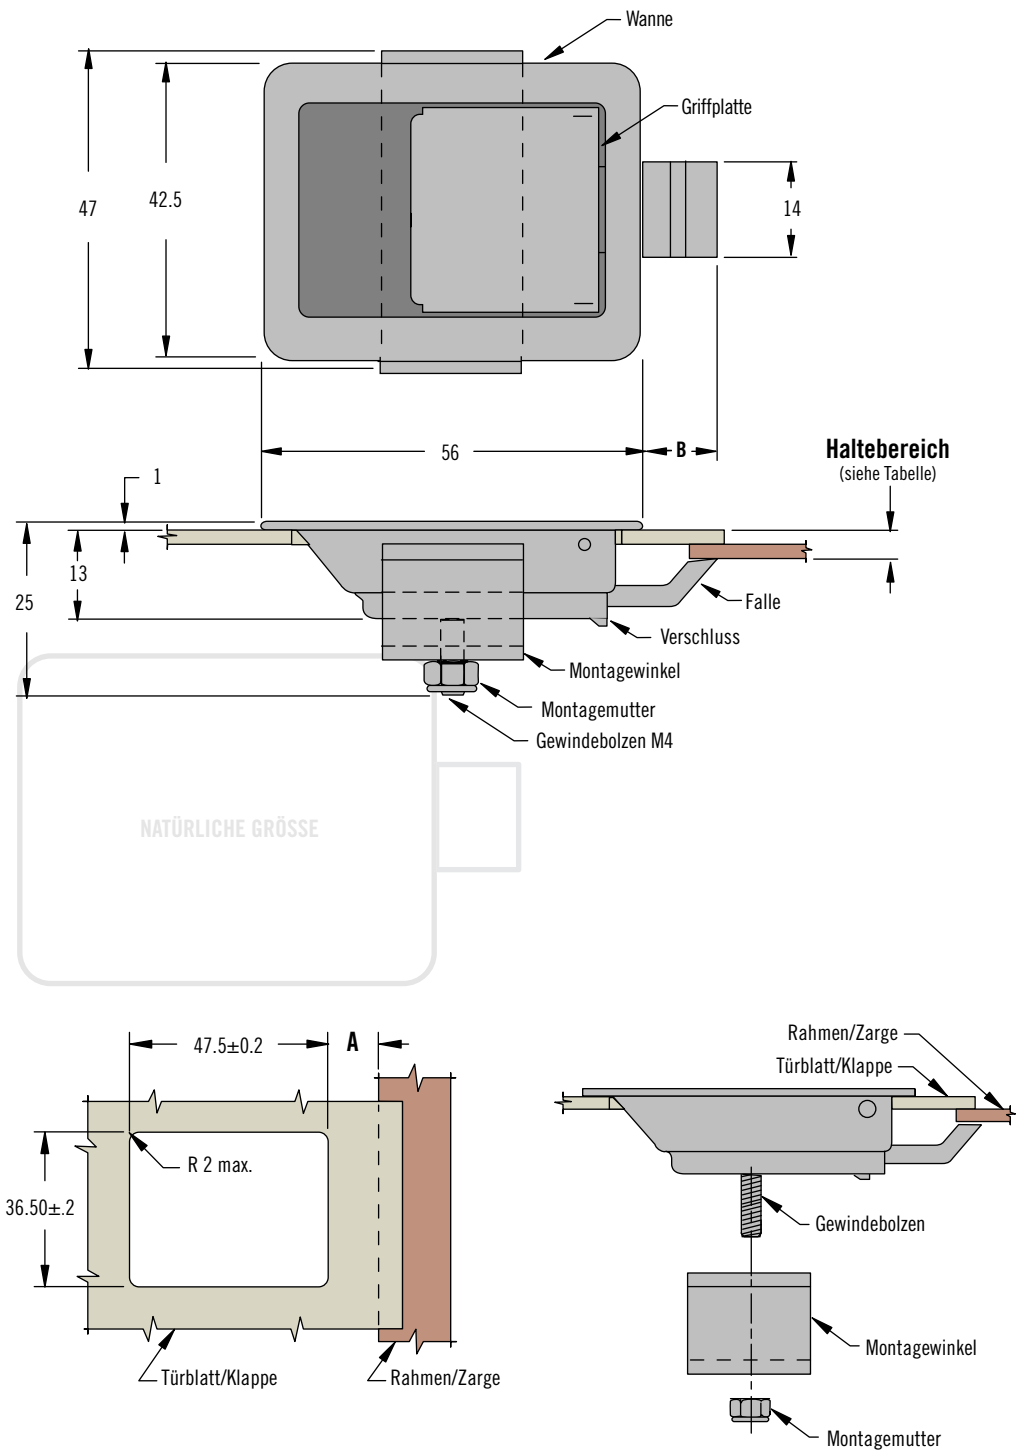 Wanne
Griffplatte
47
42.5
14
56
B
Haltebereich
(siehe Tabelle)
1
13
25
Falle
Verschluss
Montagewinkel
Montagemutter
Gewindebolzen M4
NATÜRLICHE GRÖSSE
47.5±0.2
A
R 2 max.
36.50±.2
Türblatt/Klappe
Rahmen/Zarge
Rahmen/Zarge
Türblatt/Klappe
Gewindebolzen
Montagewinkel
Montagemutter